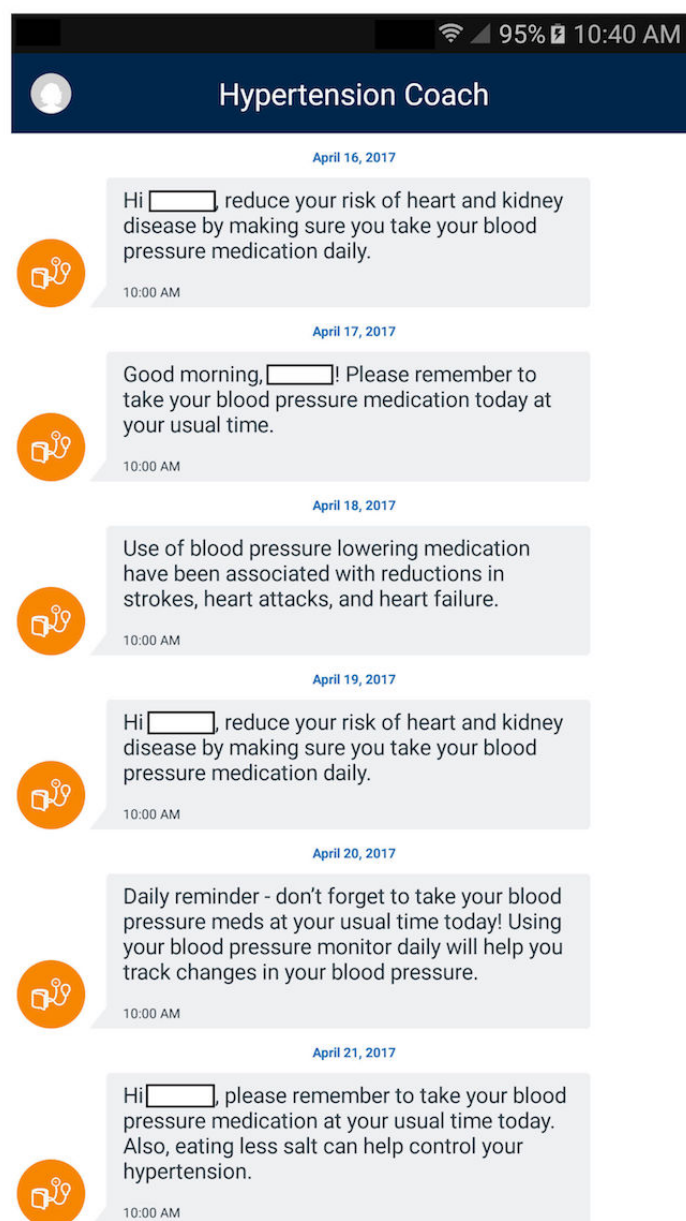 95% 10:40 AM
Hypertension Coach
April 16, 2017
Hi , reduce your risk of heart and kidney
disease by making sure you take your blood
pressure medication daily.
10:00 AM
April 17, 2017
Good morning, ! Please remember to
take your blood pressure medication today at
your usual time.
10:00 AM
April 18, 2017
Use of blood pressure lowering medication
have been associated with reductions in
strokes, heart attacks, and heart failure.
10:00 AM
April 19, 2017
Hi , reduce your risk of heart and kidney
disease by making sure you take your blood
pressure medication daily.
10:00 AM
April 20, 2017
Daily reminder - don’t forget to take your blood
pressure meds at your usual time today! Using
your blood pressure monitor daily will help you
track changes in your blood pressure.
10:00 AM
April 21, 2017
Hi , please remember to take your blood
pressure medication at your usual time today.
Also, eating less salt can help control your
hypertension.
10:00 AM